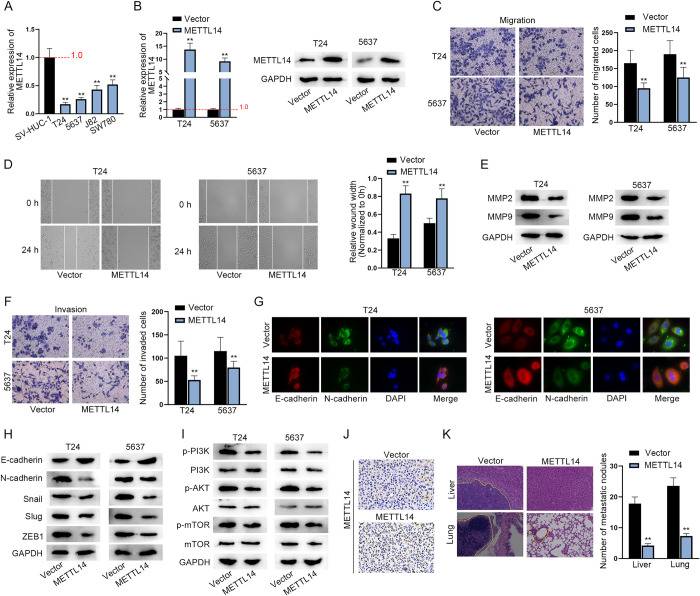 A
Relative expression of
METTL14
1.5
1.0
0.5
0.0
1.0
**
**
**
**
SV-HUC-1
T24
5637
J82
SW780
B
Vector
METTL14
Relative expression of
METTL14
20
15
10
5
2
1
0
**
**
1.0
T24
5637
T24
5637
METTL14
GAPDH
Vector
METTL14
Vector
METTL14
C
Migration
T24
5637
Vector
METTL14
Vector
METTL14
Number of migrated cells
250
200
150
100
50
0
**
**
T24
5637
D
T24
5637
0 h
0 h
24 h
24 h
Vector
METTL14
Vector
METTL14
Vector
METTL14
Relative wound width
(Normalized to 0h)
1.0
0.8
0.6
0.4
0.2
0.0
**
**
T24
5637
E
T24
5637
MMP2
MMP2
MMP9
MMP9
GAPDH
GAPDH
Vector
METTL14
Vector
METTL14
F
Invasion
T24
5637
Vector
METTL14
Vector
METTL14
Number of invaded cells
200
150
100
50
0
**
**
T24
5637
G
T24
5637
Vector
METTL14
Vector
METTL14
E-cadherin
N-cadherin
DAPI
Merge
E-cadherin
N-cadherin
DAPI
Merge
H
T24
5637
E-cadherin
N-cadherin
Snail
Slug
ZEB1
GAPDH
Vector
METTL14
Vector
METTL14
I
T24
5637
p-PI3K
PI3K
p-AKT
AKT
p-mTOR
mTOR
GAPDH
Vector
METTL14
Vector
METTL14
J
Vector
METTL14
METTL14
K
Vector
METTL14
Liver
Lung
Vector
METTL14
Number of metastatic nodules
30
20
10
0
**
**
Liver
Lung